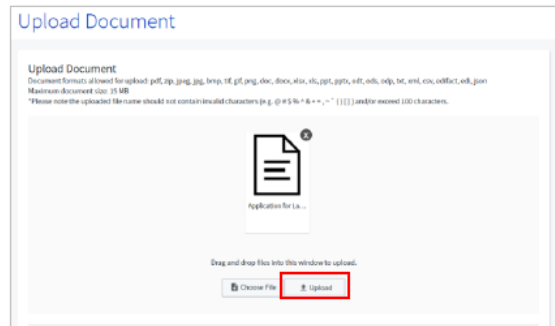 Upload Document
Upload Document
Document formats allowed for upload: pdf, zip, jpeg, jpg, bmp, tif, gif, png, doc, docx, xlsx, xls, ppt, pptx, odt, ods, odp, txt, xml, csv, edifact, edi, json
Maximum document size: 35 MB
*Please note the uploaded file name should not contain invalid characters (e.g. @ # $ % ^ & + = , ~ ` { } [ ] ) and/or exceed 100 characters.
X
Application for La...
Drag and drop files into this window to upload.
Choose File
Upload